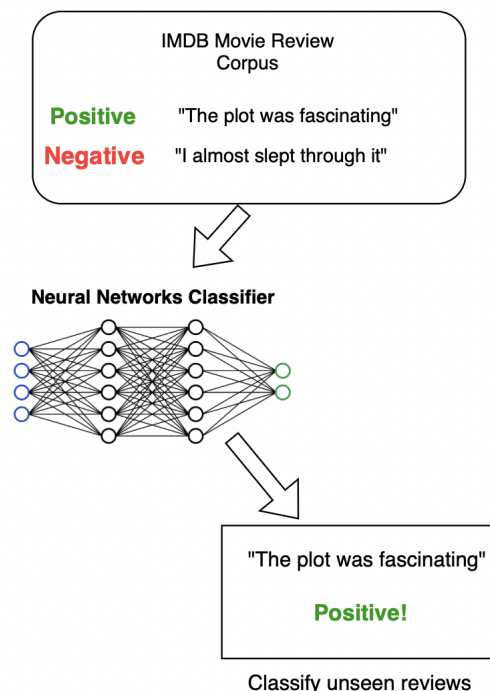 IMDB Movie Review
Corpus
Positive "The plot was fascinating"
Negative "I almost slept through it"
Neural Networks Classifier
"The plot was fascinating"
Positive!
Classify unseen reviews